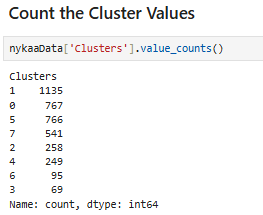 Count the Cluster Values
nykaaData['Clusters'].value_counts()
Clusters
1    1135
0     767
5     766
7     541
2     258
4     249
6      95
3      69
Name: count, dtype: int64